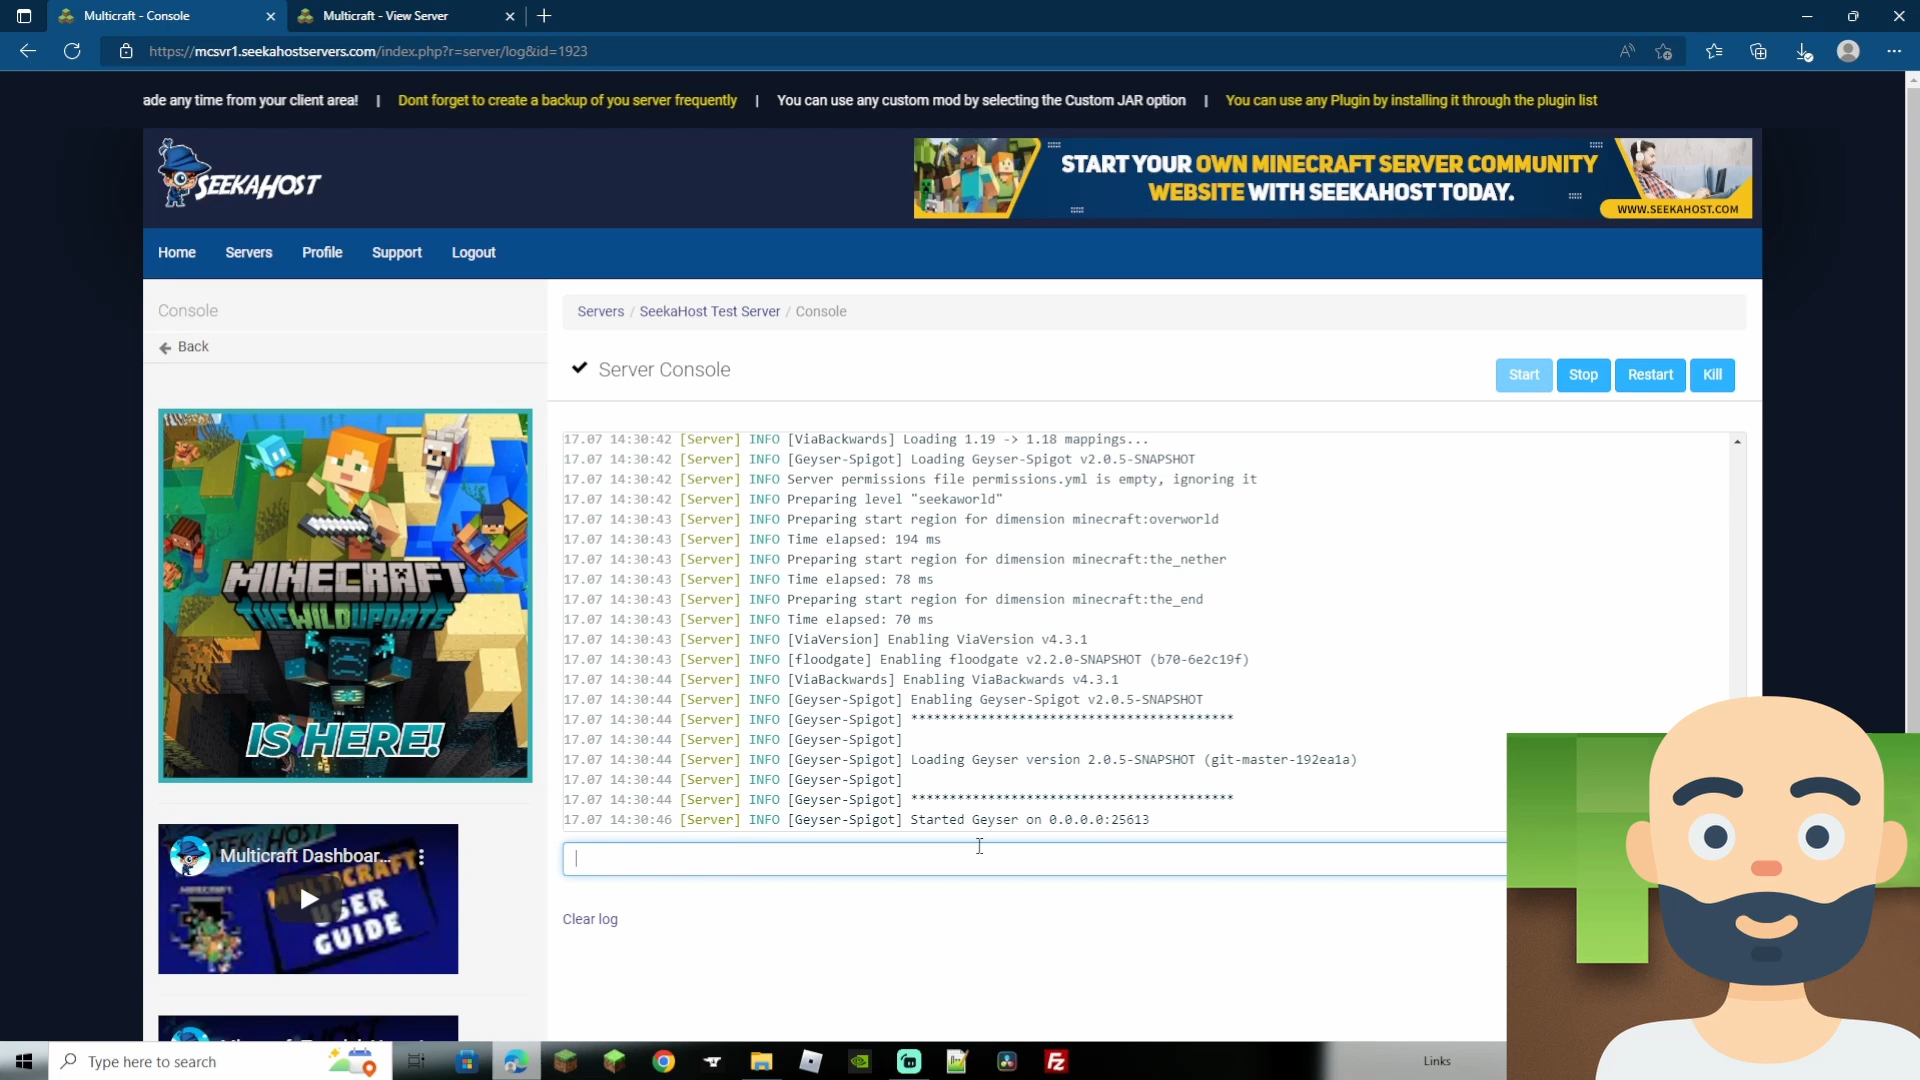 Multicraft - Console
Multicraft - View Server
https://mcsvr1.seekahostservers.com/index.php?r=server/log&id=1923
ade any time from your client area! | Dont forget to create a backup of you server frequently | You can use any custom mod by selecting the Custom JAR option | You can use any Plugin by installing it through the plugin list
SEEKAHOST
START YOUR OWN MINECRAFT SERVER COMMUNITY
WEBSITE WITH SEEKAHOST TODAY.
WWW.SEEKAHOST.COM
Home Servers Profile Support Logout
Console
Back
Servers / SeekaHost Test Server / Console
Server Console
Start Stop Restart Kill
17.07 14:30:42 [Server] INFO [ViaBackwards] Loading 1.19 -> 1.18 mappings...
17.07 14:30:42 [Server] INFO [Geyser-Spigot] Loading Geyser-Spigot v2.0.5-SNAPSHOT
17.07 14:30:42 [Server] INFO Server permissions file permissions.yml is empty, ignoring it
17.07 14:30:42 [Server] INFO Preparing level "seekaworld"
17.07 14:30:43 [Server] INFO Preparing start region for dimension minecraft:overworld
17.07 14:30:43 [Server] INFO Time elapsed: 194 ms
17.07 14:30:43 [Server] INFO Preparing start region for dimension minecraft:the_nether
17.07 14:30:43 [Server] INFO Time elapsed: 78 ms
17.07 14:30:43 [Server] INFO Preparing start region for dimension minecraft:the_end
17.07 14:30:43 [Server] INFO Time elapsed: 70 ms
17.07 14:30:43 [Server] INFO [ViaVersion] Enabling ViaVersion v4.3.1
17.07 14:30:43 [Server] INFO [floodgate] Enabling floodgate v2.2.0-SNAPSHOT (b70-6e2c19f)
17.07 14:30:44 [Server] INFO [ViaBackwards] Enabling ViaBackwards v4.3.1
17.07 14:30:44 [Server] INFO [Geyser-Spigot] Enabling Geyser-Spigot v2.0.5-SNAPSHOT
17.07 14:30:44 [Server] INFO [Geyser-Spigot] ******************************************
17.07 14:30:44 [Server] INFO [Geyser-Spigot]
17.07 14:30:44 [Server] INFO [Geyser-Spigot] Loading Geyser version 2.0.5-SNAPSHOT (git-master-192ea1a)
17.07 14:30:44 [Server] INFO [Geyser-Spigot]
17.07 14:30:44 [Server] INFO [Geyser-Spigot] ******************************************
17.07 14:30:46 [Server] INFO [Geyser-Spigot] Started Geyser on 0.0.0.0:25613
Clear log
MINECRAFT
THE WILD UPDATE
IS HERE!
Multicraft Dashboar...
MULTICRAFT
USER
GUIDE
Type here to search
Links